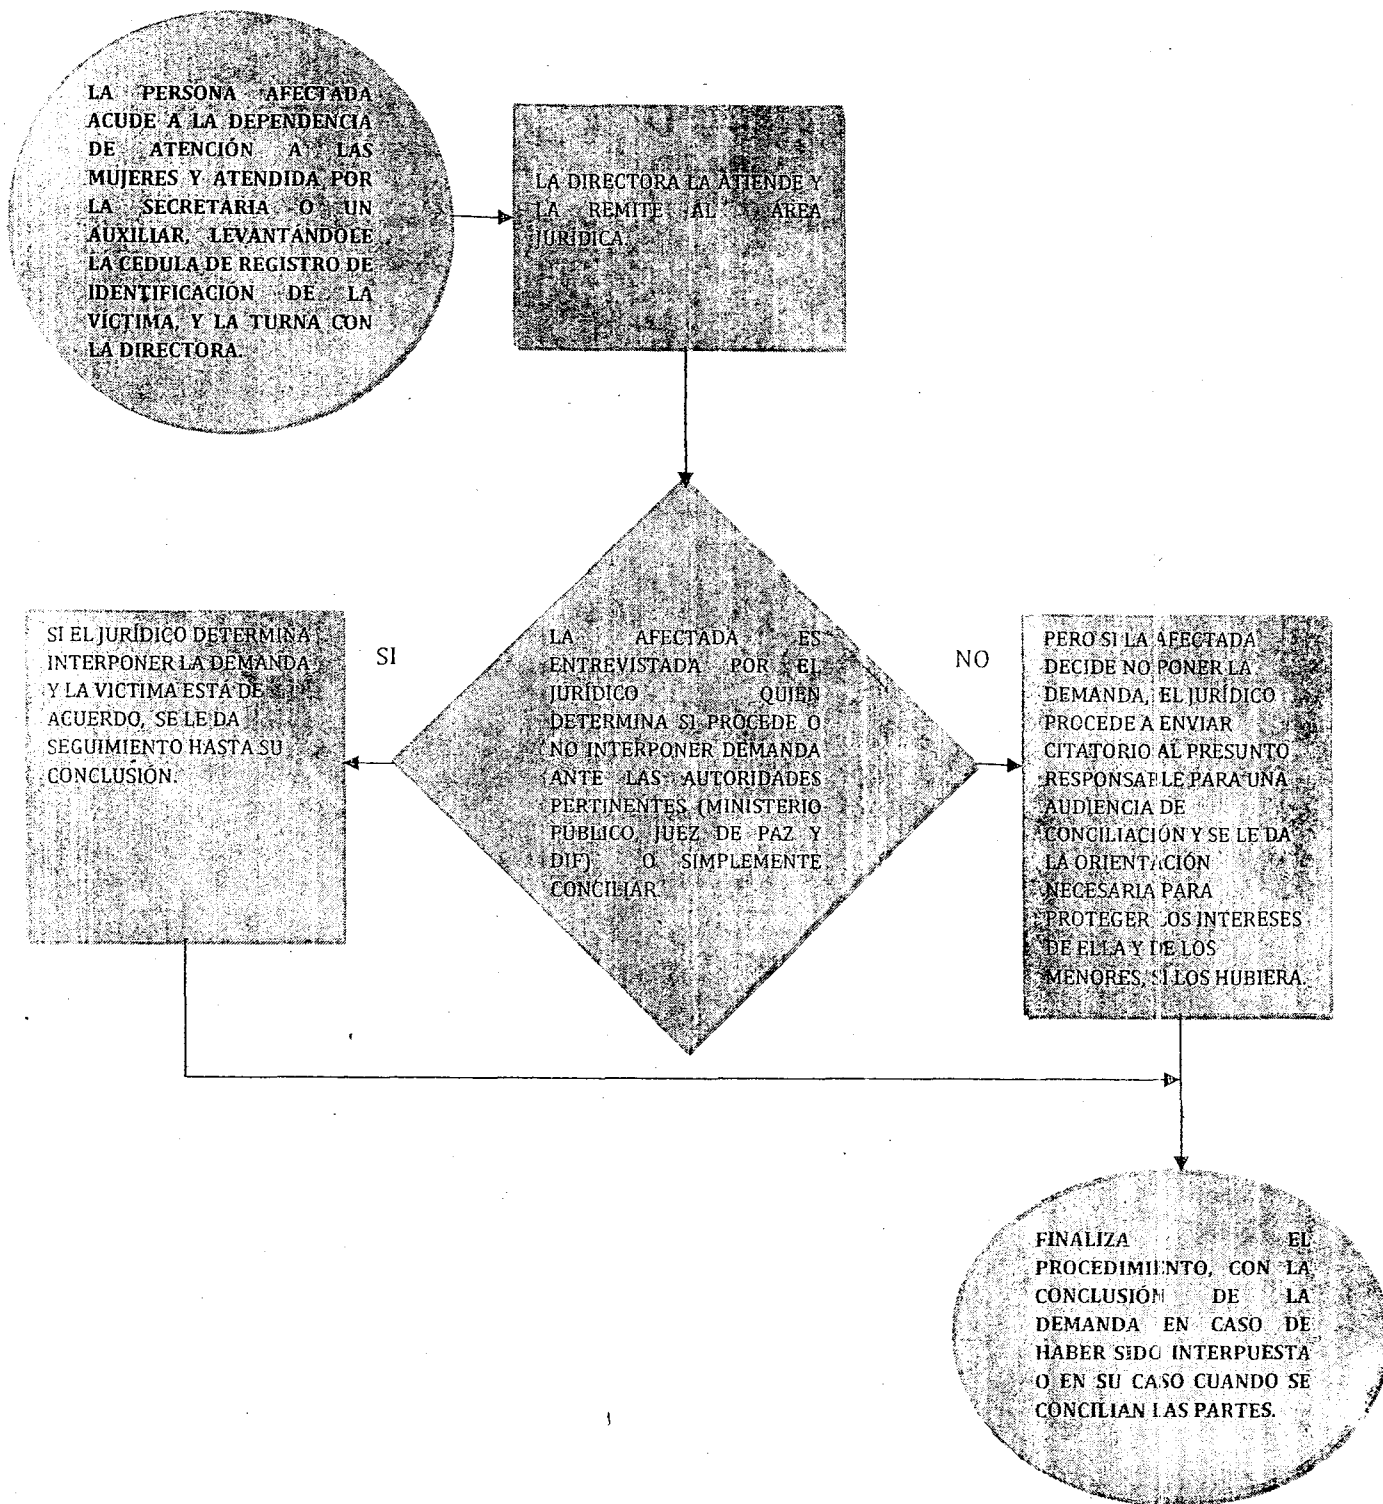 LA PERSONA AFECTADA
ACUDE A LA DEPENDENCIA
DE ATENCIÓN A LAS
MUJERES Y ATENDIDA POR
LA SECRETARIA O UN
AUXILIAR, LEVANTÁNDOLE
LA CEDULA DE REGISTRO DE
IDENTIFICACIÓN DE LA
VÍCTIMA, Y LA TURNA CON
LA DIRECTORA.
LA DIRECTORA LA ATIENDE Y
LA REMITE AL ÁREA
JURÍDICA.
LA AFECTADA ES
ENTREVISTADA POR EL
JURÍDICO QUIEN
DETERMINA SI PROCEDE O
NO INTERPONER DEMANDA
ANTE LAS AUTORIDADES
PERTINENTES (MINISTERIO
PÚBLICO, JUEZ DE PAZ Y
DIF) O SIMPLEMENTE
CONCILIAR.
SI
SI EL JURÍDICO DETERMINA
INTERPONER LA DEMANDA
Y LA VICTIMA ESTÁ DE
ACUERDO, SE LE DA
SEGUIMIENTO HASTA SU
CONCLUSIÓN.
NO
PERO SI LA AFECTADA
DECIDE NO PONER LA
DEMANDA, EL JURÍDICO
PROCEDE A ENVIAR
CITATORIO AL PRESUNTO
RESPONSABLE PARA UNA
AUDIENCIA DE
CONCILIACIÓN Y SE LE DA
LA ORIENTACIÓN
NECESARIA PARA
PROTEGER LOS INTERESES
DE ELLA Y DE LOS
MENORES, SI LOS HUBIERA.
FINALIZA EL
PROCEDIMIENTO, CON LA
CONCLUSIÓN DE LA
DEMANDA EN CASO DE
HABER SIDO INTERPUESTA
O EN SU CASO CUANDO SE
CONCILIAN LAS PARTES.